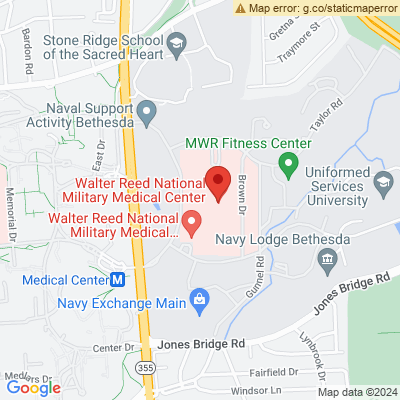 Map error: g.co/staticmaperror
Gretna St
Traymore St
Bardon Rd
Stone Ridge School
of the Sacred Heart
Naval Support
Activity Bethesda
Taylor Rd
MWR Fitness Center
East Dr
Walter Reed National
Military Medical Center
Brown Dr
Uniformed
Services
University
Memorial Dr
Walter Reed National
Military Medical...
Navy Lodge Bethesda
Medical Center
M
Gunnel Rd
Navy Exchange Main
Jones Bridge Rd
Center Dr
Jones Bridge Rd
Lynbrook Dr
355
Fairfield Dr
Medlars Dr
Windsor Ln
Google
Map data ©2024